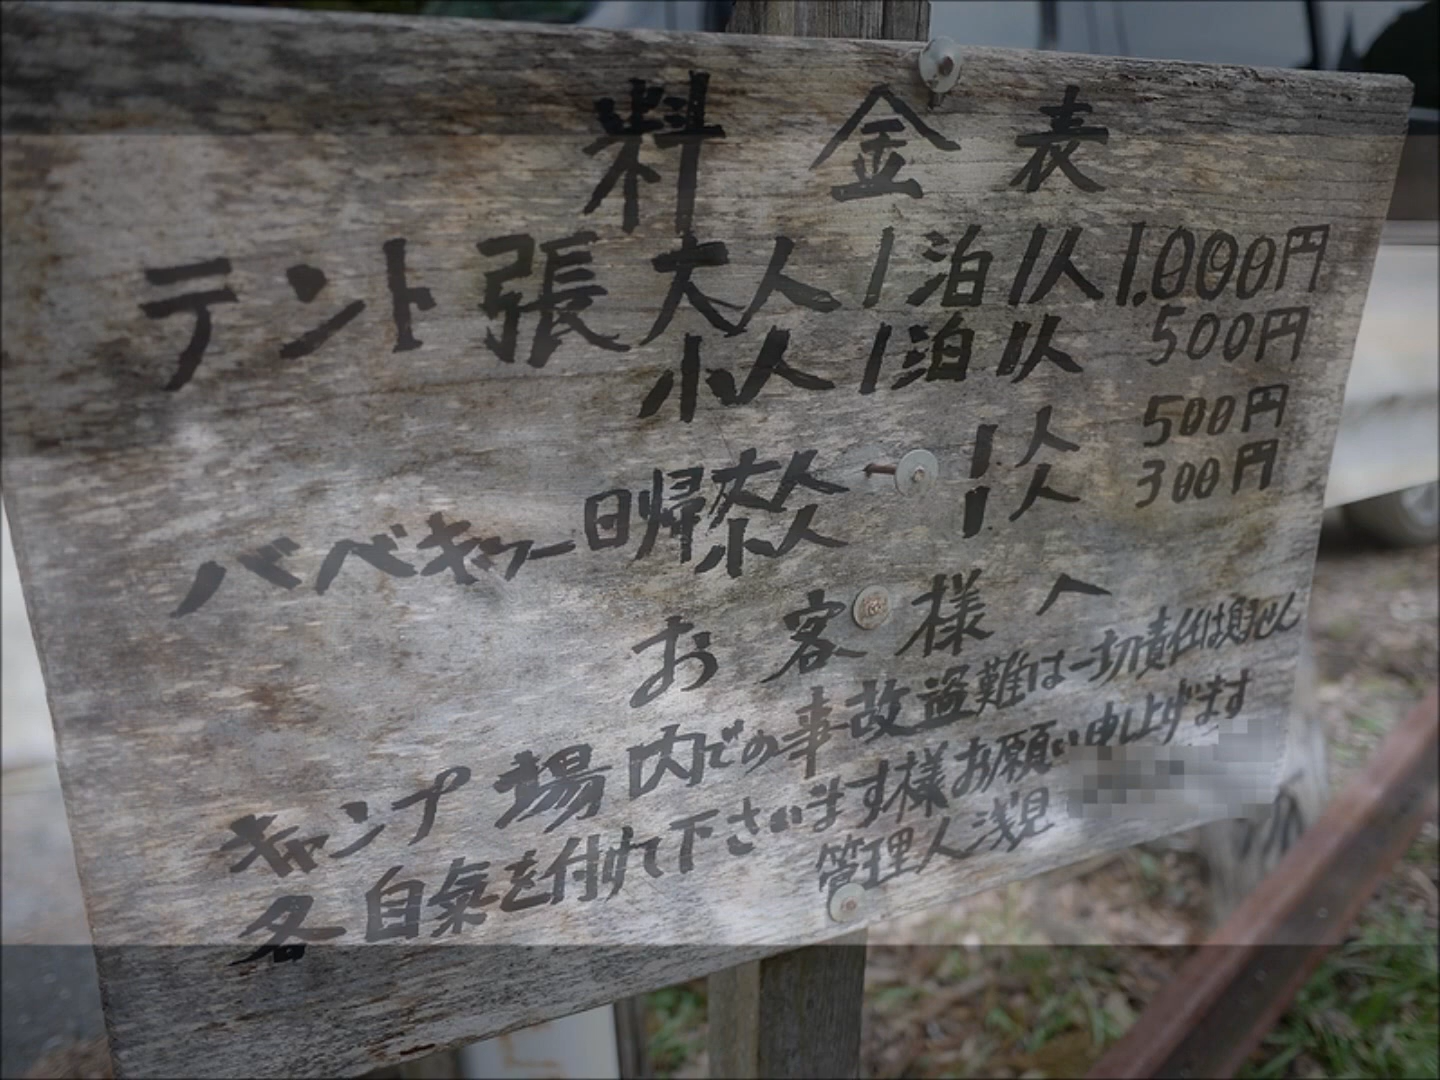 料金表
テント張大人1泊1人1.000円
小人1泊1人 500円
バベキュー日帰大人 1人 500円
小人 1人 300円
お客様へ
キャンプ場内での事故盗難は一切責任は負ません
各自氣を付けて下さいます様お願い申し上げます
管理人浅見